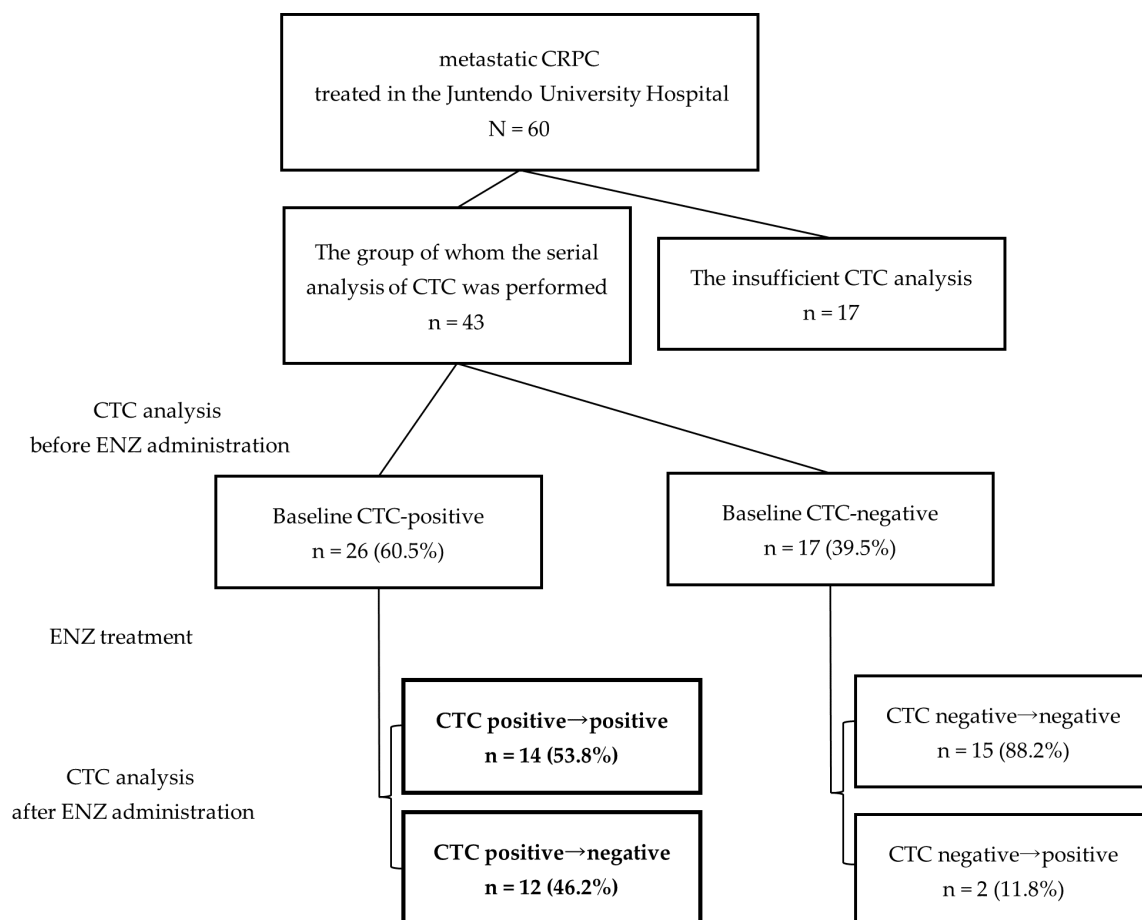 metastatic CRPC
treated in the Juntendo University Hospital
N = 60
The group of whom the serial
analysis of CTC was performed
n = 43
The insufficient CTC analysis
n = 17
CTC analysis
before ENZ administration
Baseline CTC-positive
n = 26 (60.5%)
Baseline CTC-negative
n = 17 (39.5%)
ENZ treatment
CTC positive→positive
n = 14 (53.8%)
CTC negative→negative
n = 15 (88.2%)
CTC analysis
after ENZ administration
CTC positive→negative
n = 12 (46.2%)
CTC negative→positive
n = 2 (11.8%)